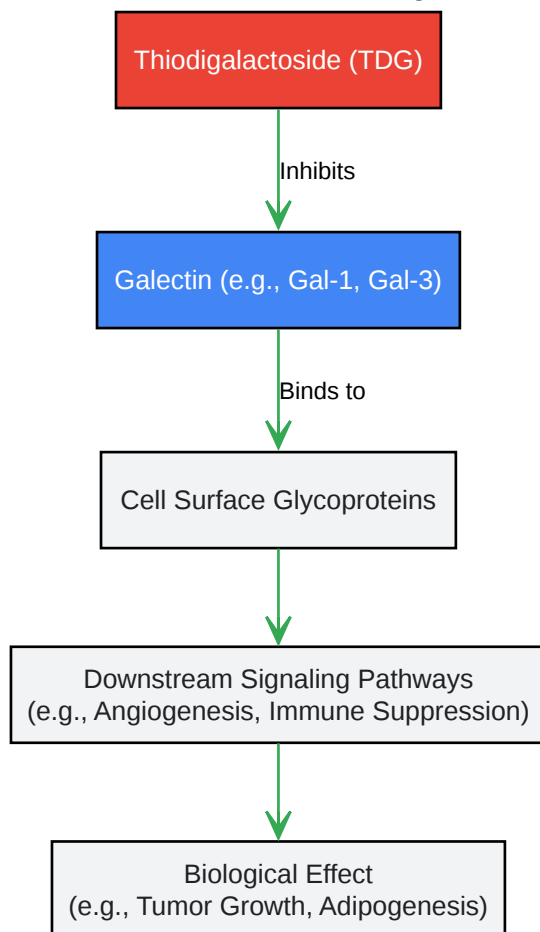 Thiodigalactoside (TDG)
Inhibits
Galectin (e.g., Gal-1, Gal-3)
Binds to
Cell Surface Glycoproteins
Downstream Signaling Pathways
(e.g., Angiogenesis, Immune Suppression)
Biological Effect
(e.g., Tumor Growth, Adipogenesis)